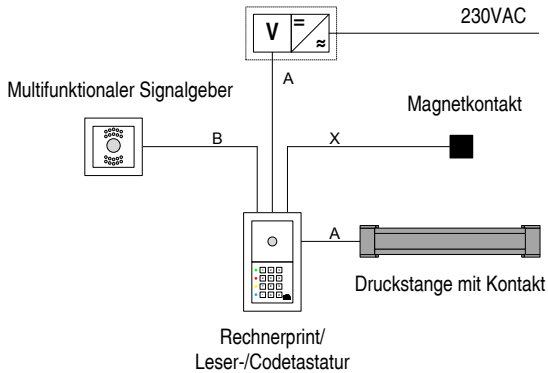 230VAC
V = ≈
A
Multifunktionaler Signalgeber
Magnetkontakt
B
X
A
Druckstange mit Kontakt
Rechnerprint/
Leser-/Codetastatur